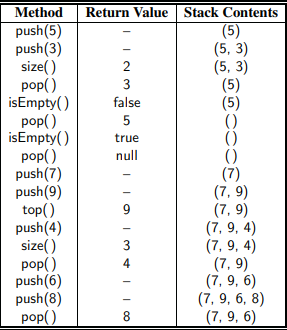 Method Return Value Stack Contents
push(5) – (5)
push(3) – (5, 3)
size() 2 (5, 3)
pop() 3 (5)
isEmpty() false (5)
pop() 5 ()
isEmpty() true ()
pop() null ()
push(7) – (7)
push(9) – (7, 9)
top() 9 (7, 9)
push(4) – (7, 9, 4)
size() 3 (7, 9, 4)
pop() 4 (7, 9)
push(6) – (7, 9, 6)
push(8) – (7, 9, 6, 8)
pop() 8 (7, 9, 6)